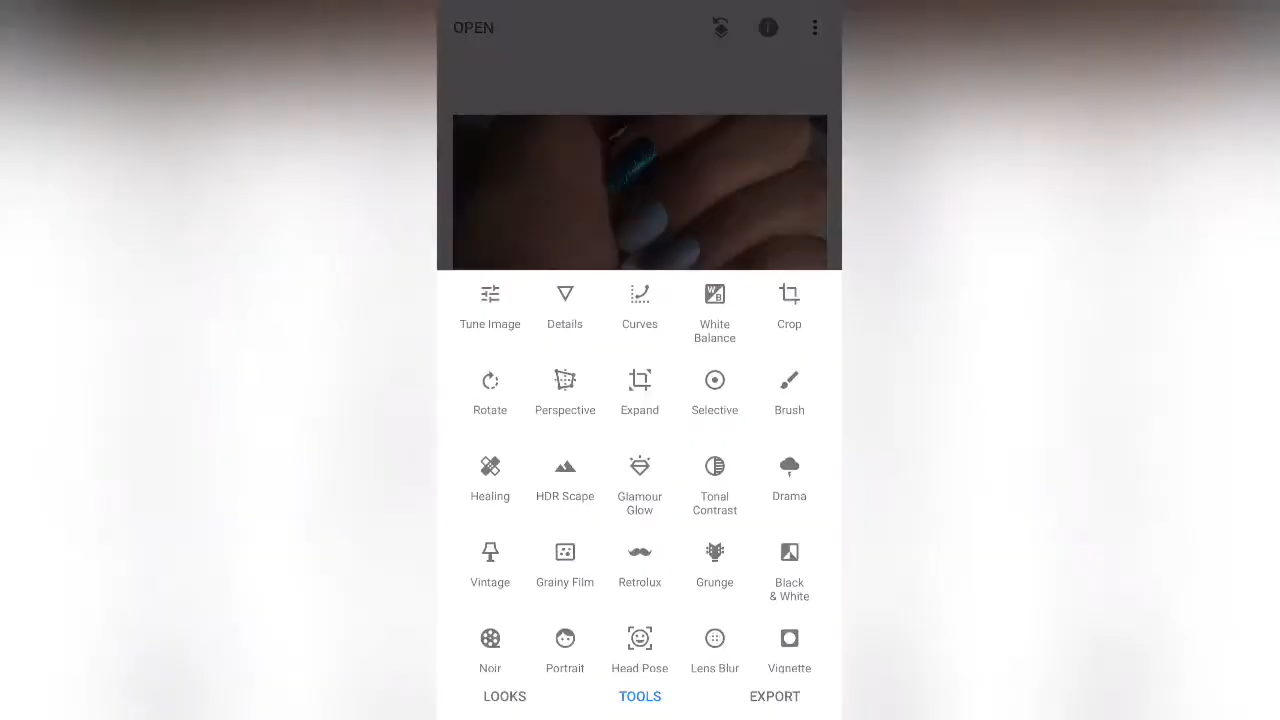 OPEN
Tune Image
Details
Curves
White
Balance
Crop
Rotate
Perspective
Expand
Selective
Brush
Healing
HDR Scape
Glamour
Glow
Tonal
Contrast
Drama
Vintage
Grainy Film
Retrolux
Grunge
Black
& White
Noir
Portrait
Head Pose
Lens Blur
Vignette
LOOKS
TOOLS
EXPORT